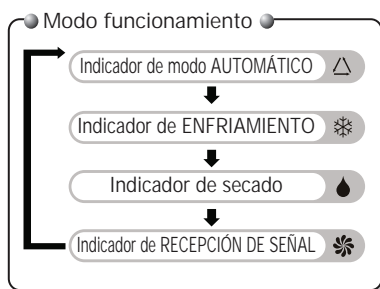 Modo funcionamiento
Indicador de modo AUTOMÁTICO
Indicador de ENFRIAMIENTO
Indicador de secado
Indicador de RECEPCIÓN DE SEÑAL